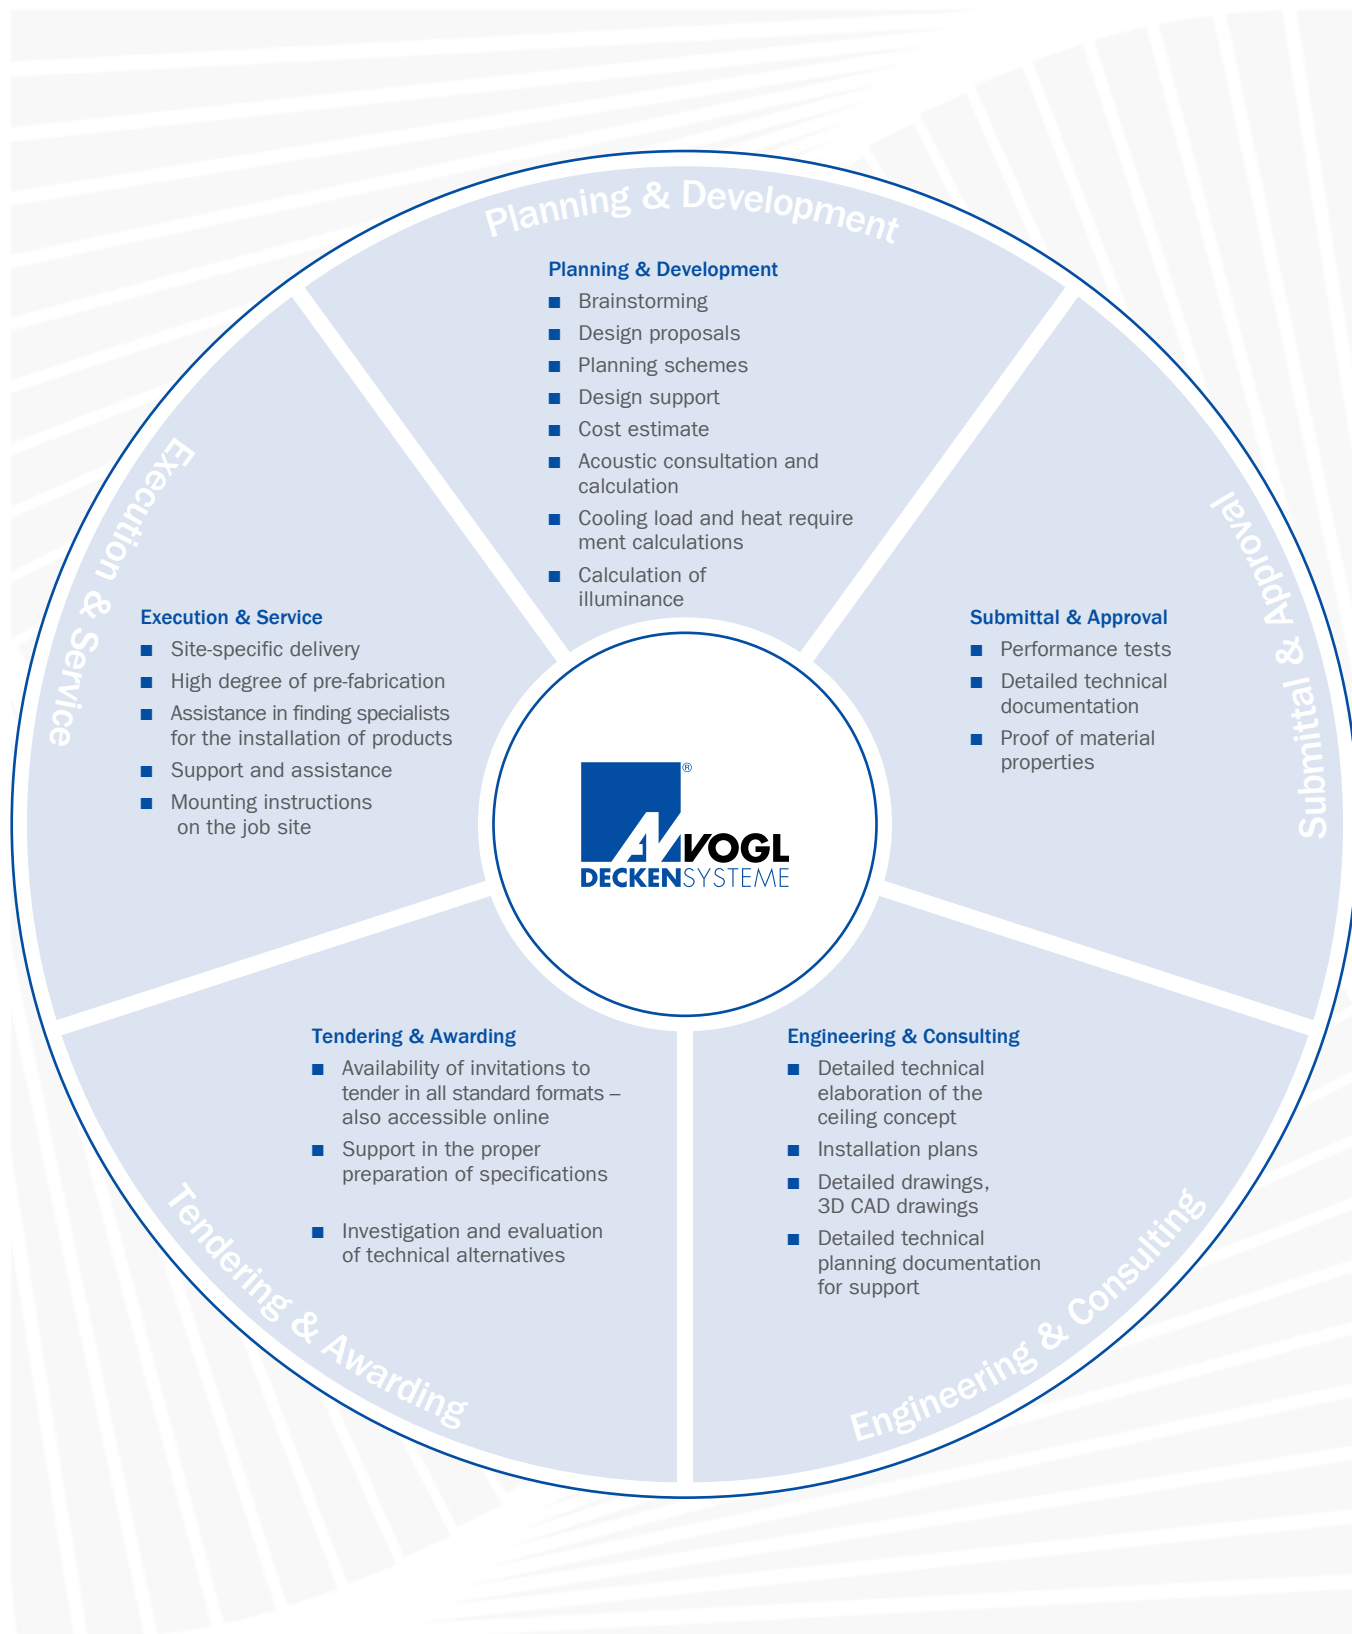 Planning & Development
Planning & Development
■ Brainstorming
■ Design proposals
■ Planning schemes
■ Design support
■ Cost estimate
■ Acoustic consultation and
calculation
■ Cooling load and heat require
ment calculations
■ Calculation of
illuminance
Submittal & Approval
Submittal & Approval
■ Performance tests
■ Detailed technical
documentation
■ Proof of material
properties
Engineering & Consulting
■ Detailed technical
elaboration of the
ceiling concept
■ Installation plans
■ Detailed drawings,
3D CAD drawings
■ Detailed technical
planning documentation
for support
Engineering & Consulting
Tendering & Awarding
■ Availability of invitations to
tender in all standard formats –
also accessible online
■ Support in the proper
preparation of specifications
■ Investigation and evaluation
of technical alternatives
Tendering & Awarding
Execution & Service
Execution & Service
■ Site-specific delivery
■ High degree of pre-fabrication
■ Assistance in finding specialists
for the installation of products
■ Support and assistance
■ Mounting instructions
on the job site
®
VOGL
DECKENSYSTEME